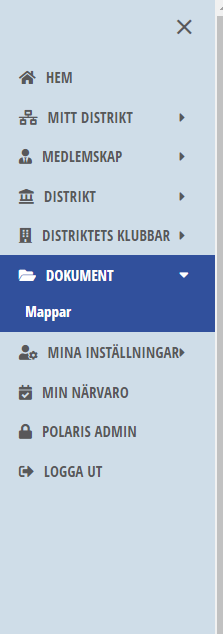 HEM
MITT DISTRIKT
MEDLEMSKAP
DISTRIKT
DISTRIKTETS KLUBBAR
DOKUMENT
Mappar
MINA INSTÄLLNINGAR
MIN NÄRVARO
POLARIS ADMIN
LOGGA UT